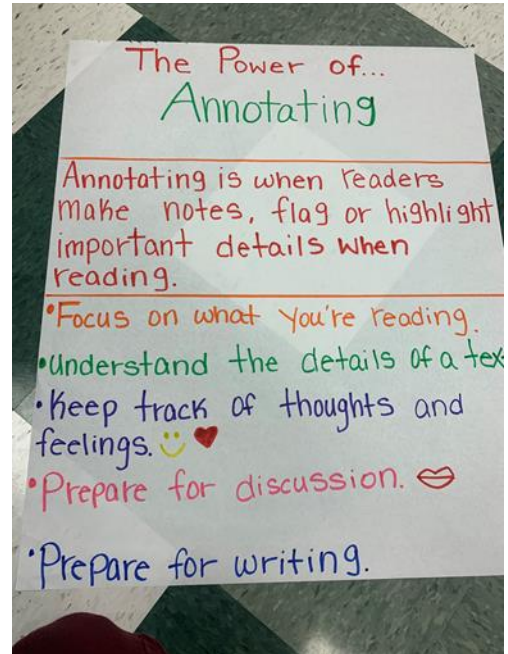 The Power of...
Annotating
Annotating is when readers
make notes, flag or highlight
important details when
reading.
•Focus on what you're reading.
•Understand the details of a tex
•Keep track of thoughts and
feelings.
•Prepare for discussion.
•Prepare for writing.